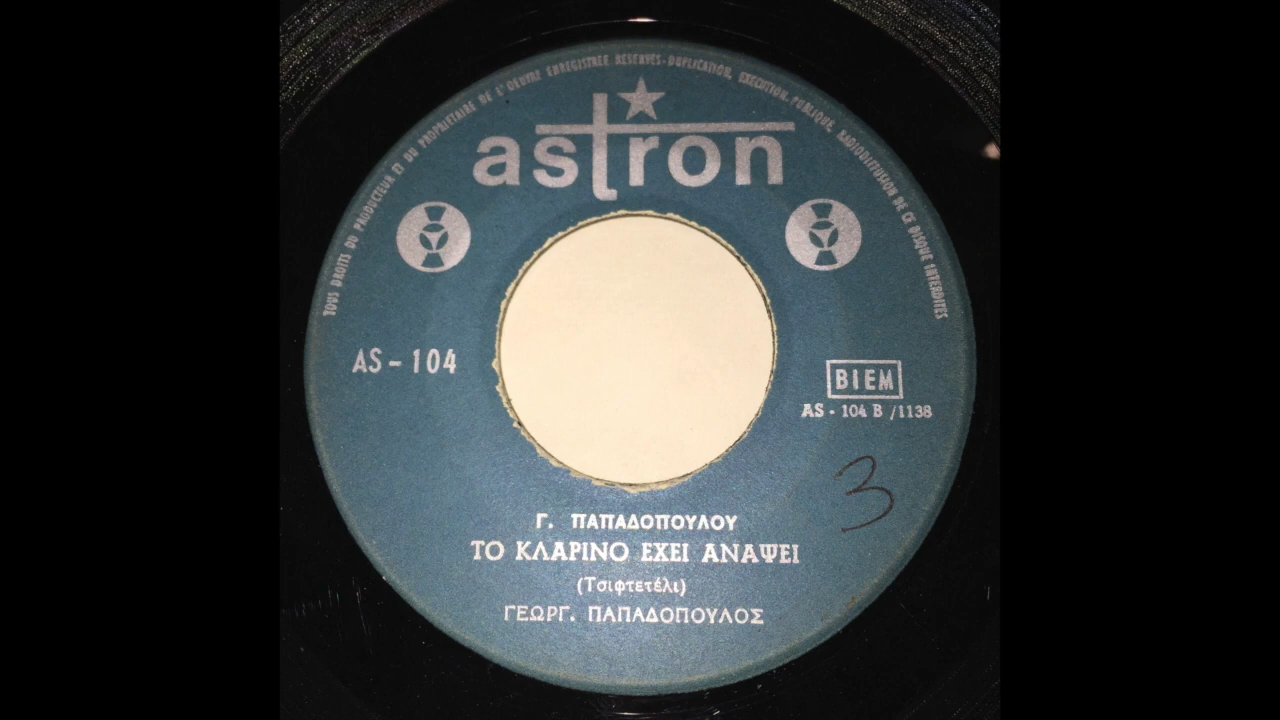 TOUS DROITS DU PRODUCTEUR ET DU PROPRIETAIRE DE L'OEUVRE ENREGISTREE RESERVES-DUPLICATION, EXECUTION, PUBLIQUE, RADIODIFFUSION DE CE DISQUE INTERDITES
astron
AS-104
BIEM
AS - 104 B /1138
3
Γ. ΠΑΠΑΔΟΠΟΥΛΟΥ
ΤΟ ΚΛΑΡΙΝΟ ΕΧΕΙ ΑΝΑΨΕΙ
(Τσιφτετέλι)
ΓΕΩΡΓ. ΠΑΠΑΔΟΠΟΥΛΟΣ